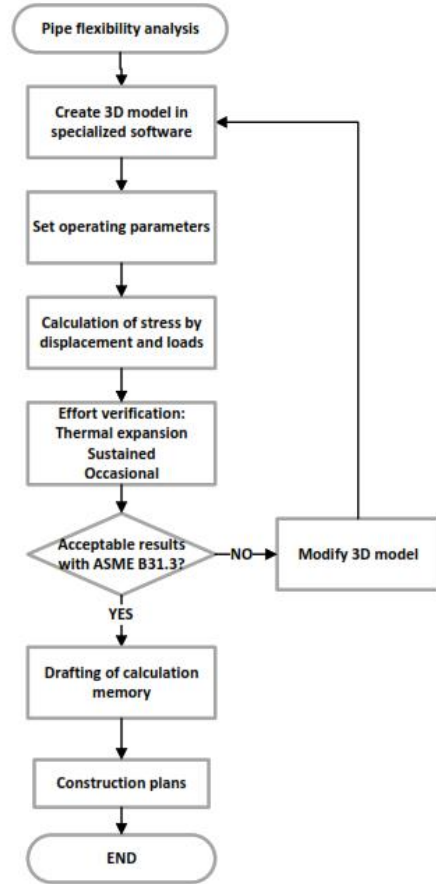 Pipe flexibility analysis
Create 3D model in
specialized software
Set operating parameters
Calculation of stress by
displacement and loads
Effort verification:
Thermal expansion
Sustained
Occasional
Acceptable results
with ASME B31.3?
NO
Modify 3D model
YES
Drafting of calculation
memory
Construction plans
END